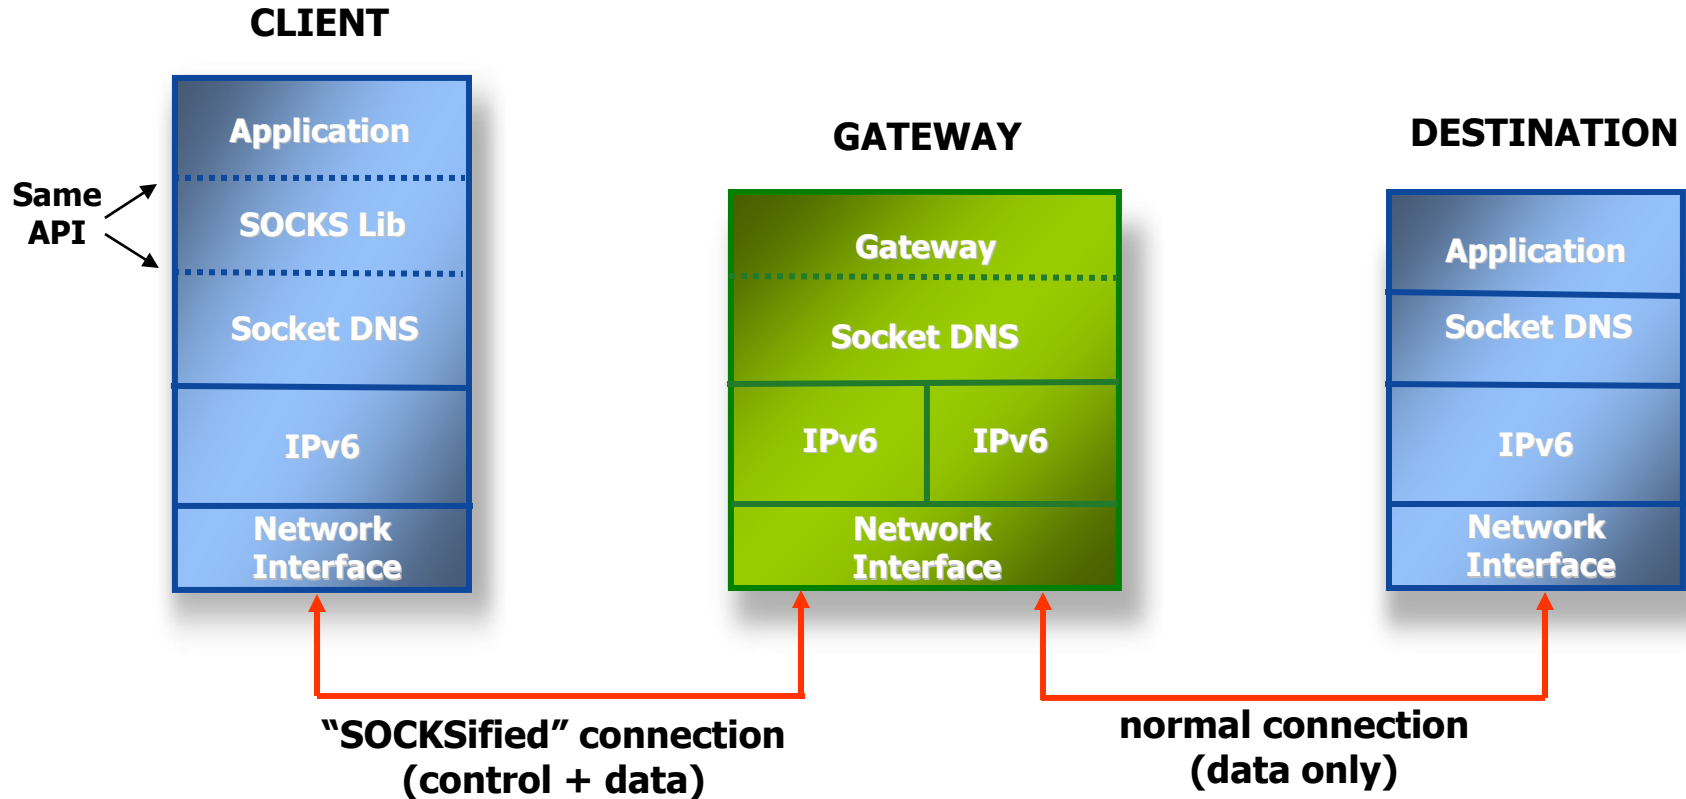 CLIENT
Application
Same
API
SOCKS Lib
Socket DNS
IPv6
Network
Interface
GATEWAY
Gateway
Socket DNS
IPv6 IPv6
Network
Interface
DESTINATION
Application
Socket DNS
IPv6
Network
Interface
“SOCKSified” connection
(control + data)
normal connection
(data only)